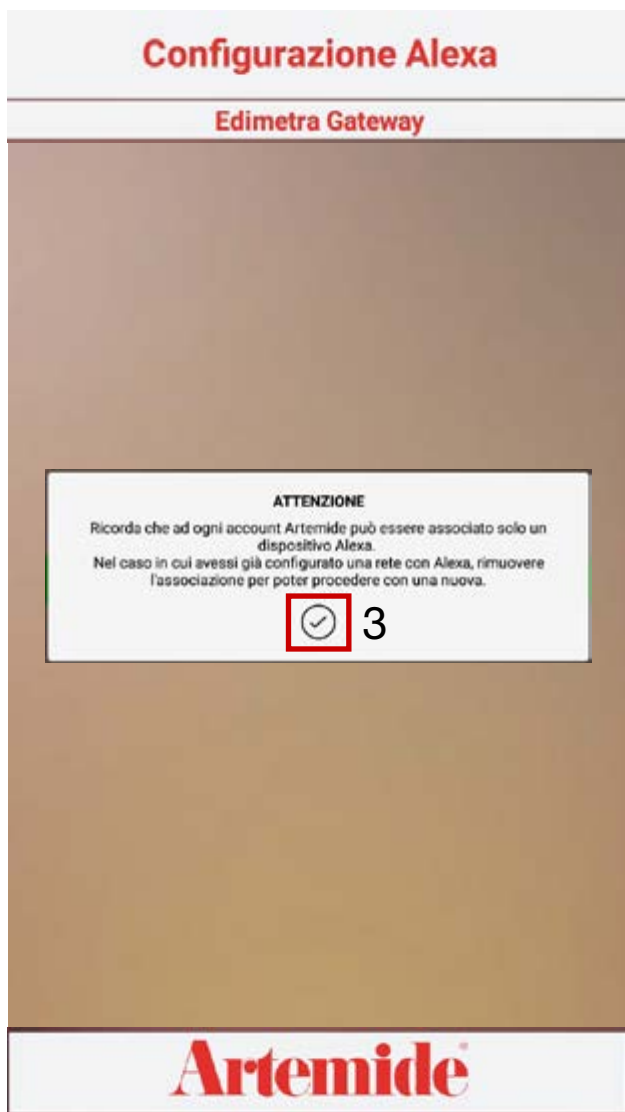 Configurazione Alexa
Edimetra Gateway
ATTENZIONE
Ricorda che ad ogni account Artemide può essere associato solo un
dispositivo Alexa.
Nel caso in cui avessi già configurato una rete con Alexa, rimuovere
l'associazione per poter procedere con una nuova.
3
Artemide